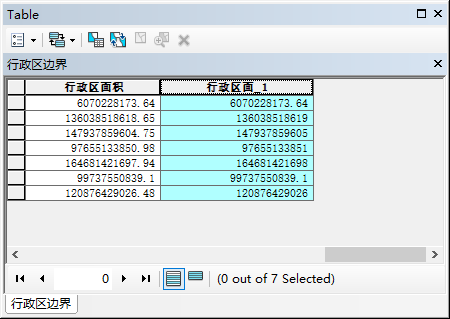 Table
行政区边界
行政区面积 行政区面_1
6070228173.64 6070228173.64
136038518618.65 136038518619
147937859604.75 147937859605
97655133850.98 97655133851
164681421697.94 164681421698
99737550839.1 99737550839.1
120876429026.48 120876429026
0 (0 out of 7 Selected)
行政区边界